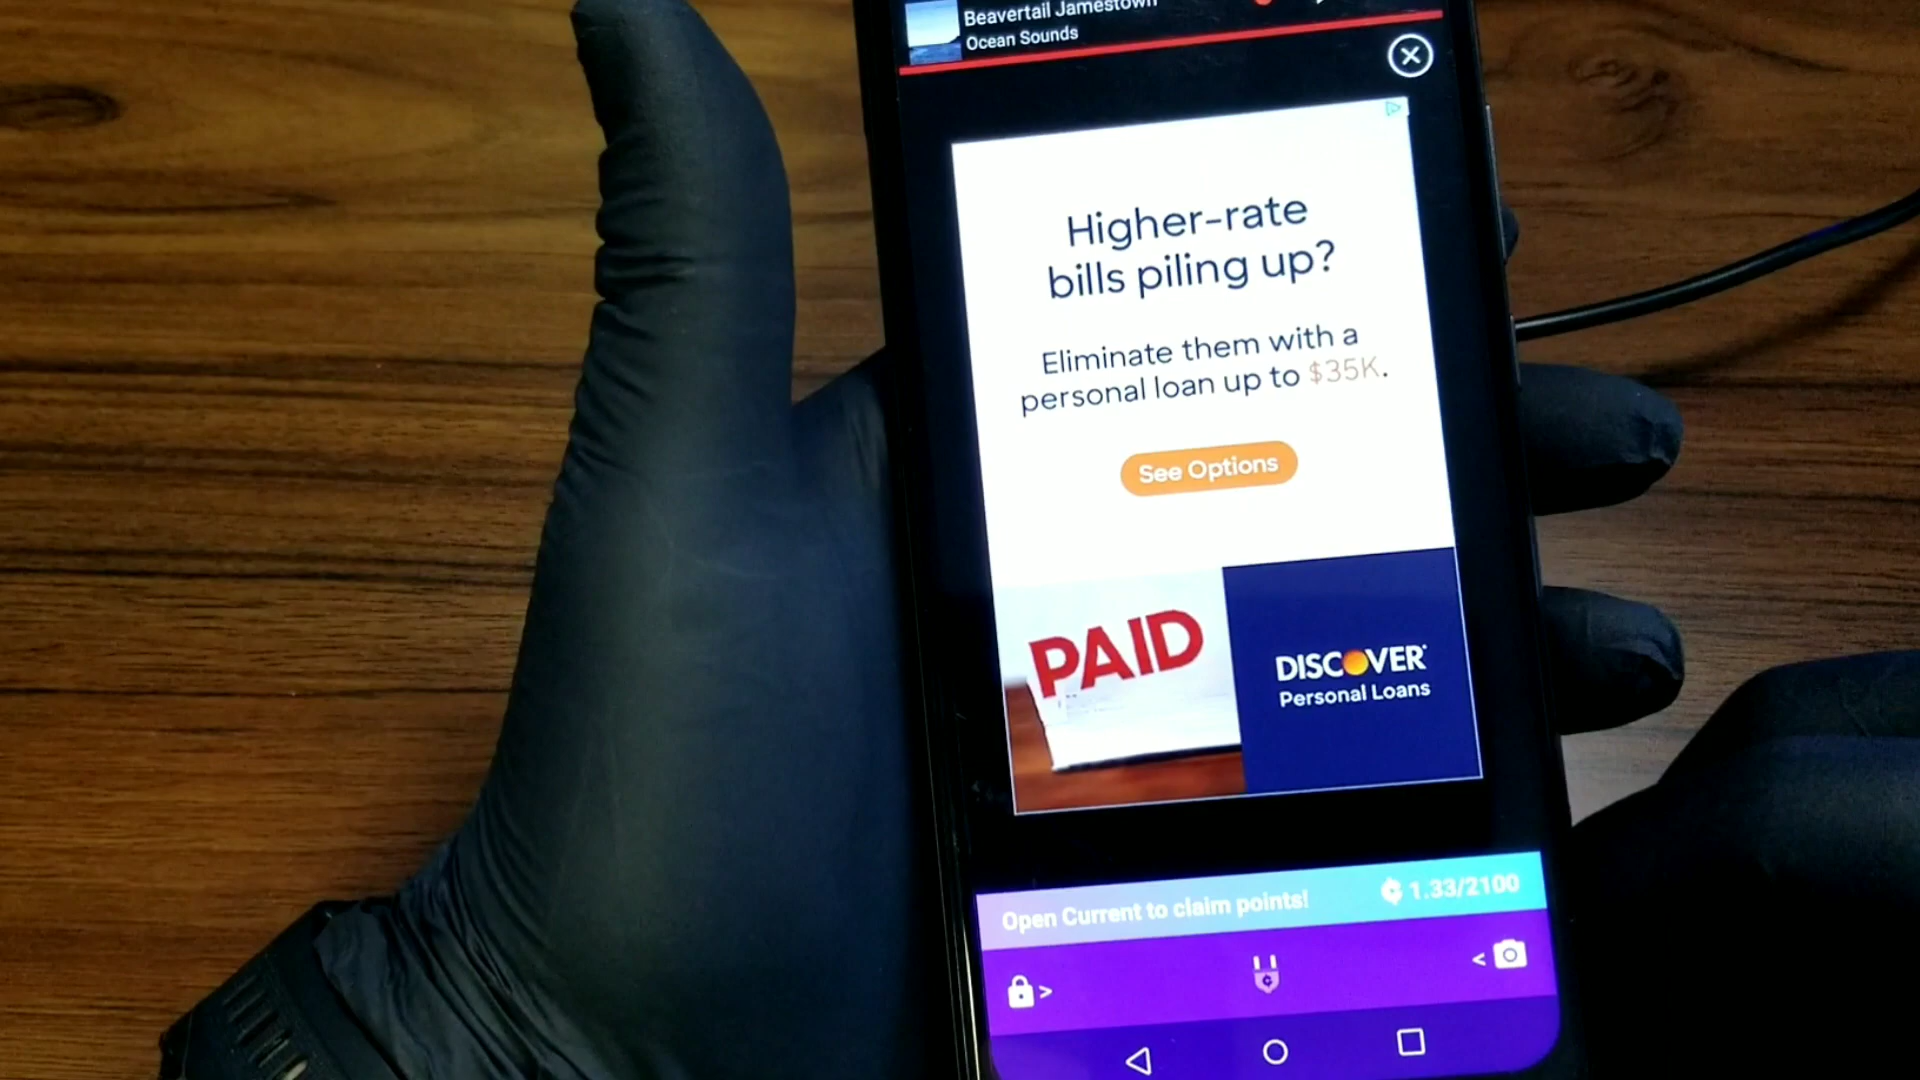 Beavertail Jamestown
Ocean Sounds
Higher-rate
bills piling up?
Eliminate them with a
personal loan up to $35K.
See Options
PAID
DISCOVER
Personal Loans
Open Current to claim points!
1.33/2100